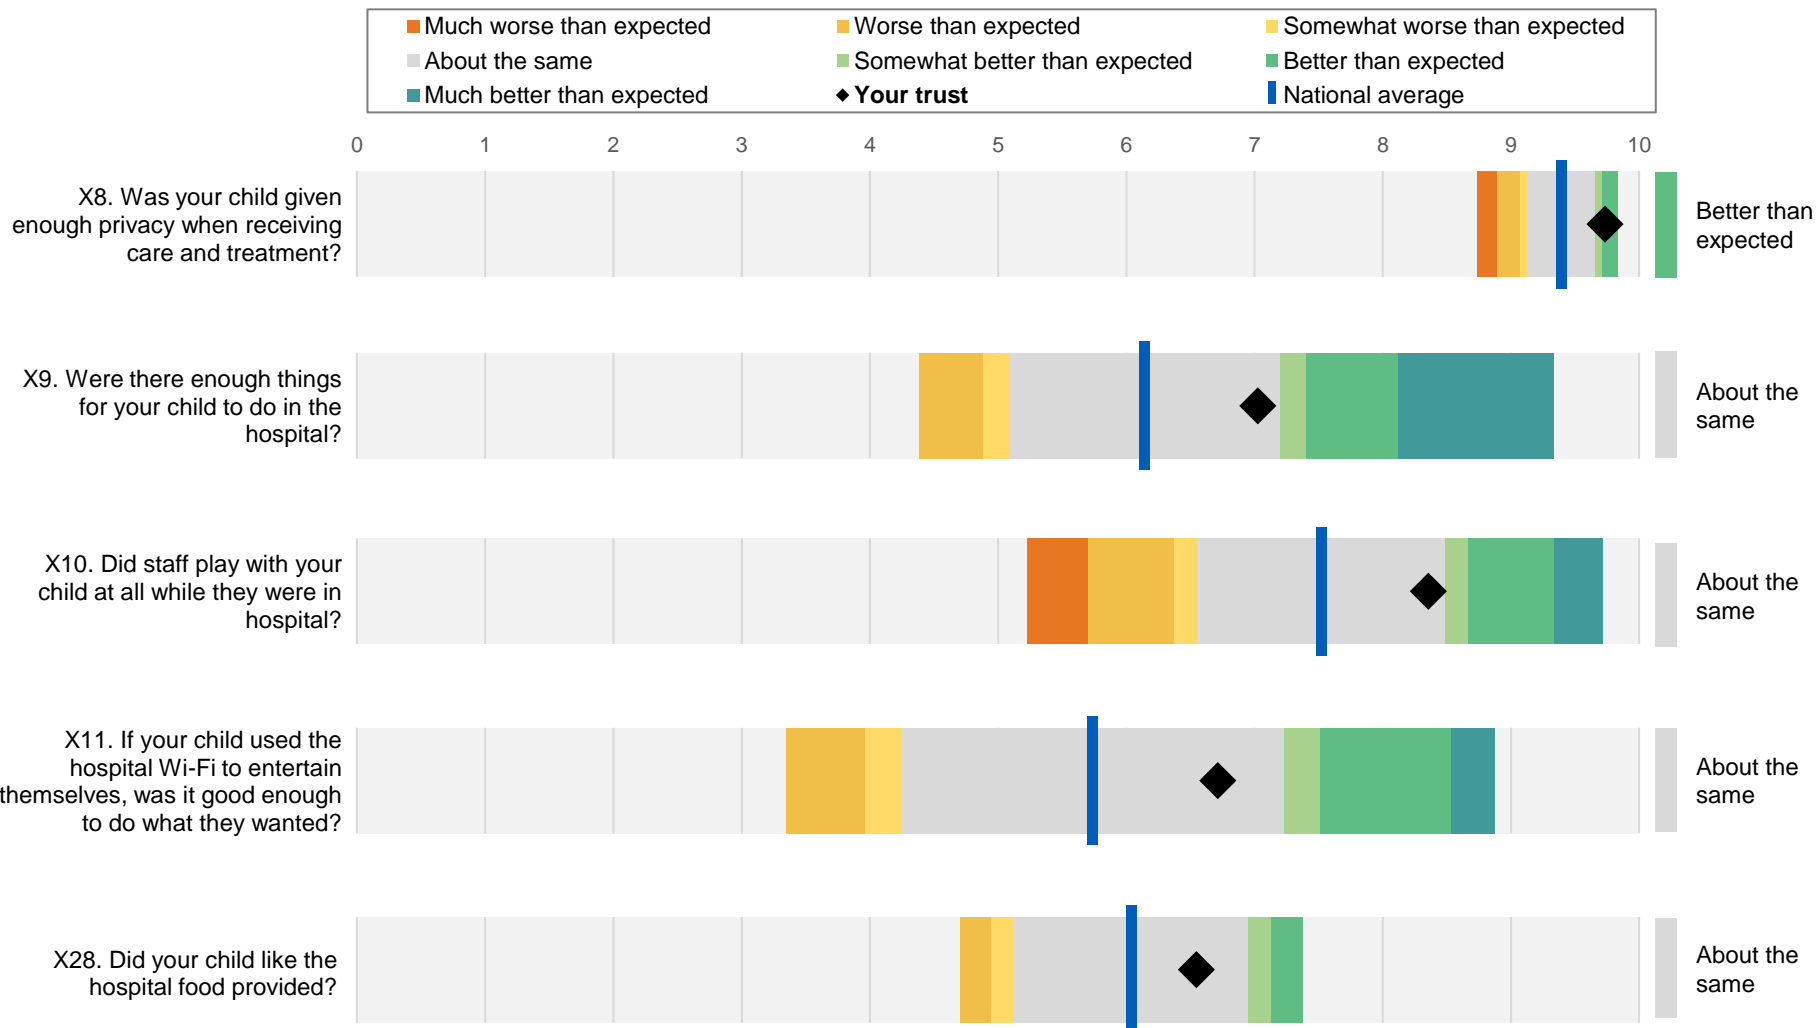 Much worse than expected
Worse than expected
Somewhat worse than expected
About the same
Somewhat better than expected
Better than expected
Much better than expected
Your trust
National average
0 1 2 3 4 5 6 7 8 9 10
X8. Was your child given
enough privacy when receiving
care and treatment?
Better than
expected
X9. Were there enough things
for your child to do in the
hospital?
About the
same
X10. Did staff play with your
child at all while they were in
hospital?
About the
same
X11. If your child used the
hospital Wi-Fi to entertain
themselves, was it good enough
to do what they wanted?
About the
same
X28. Did your child like the
hospital food provided?
About the
same